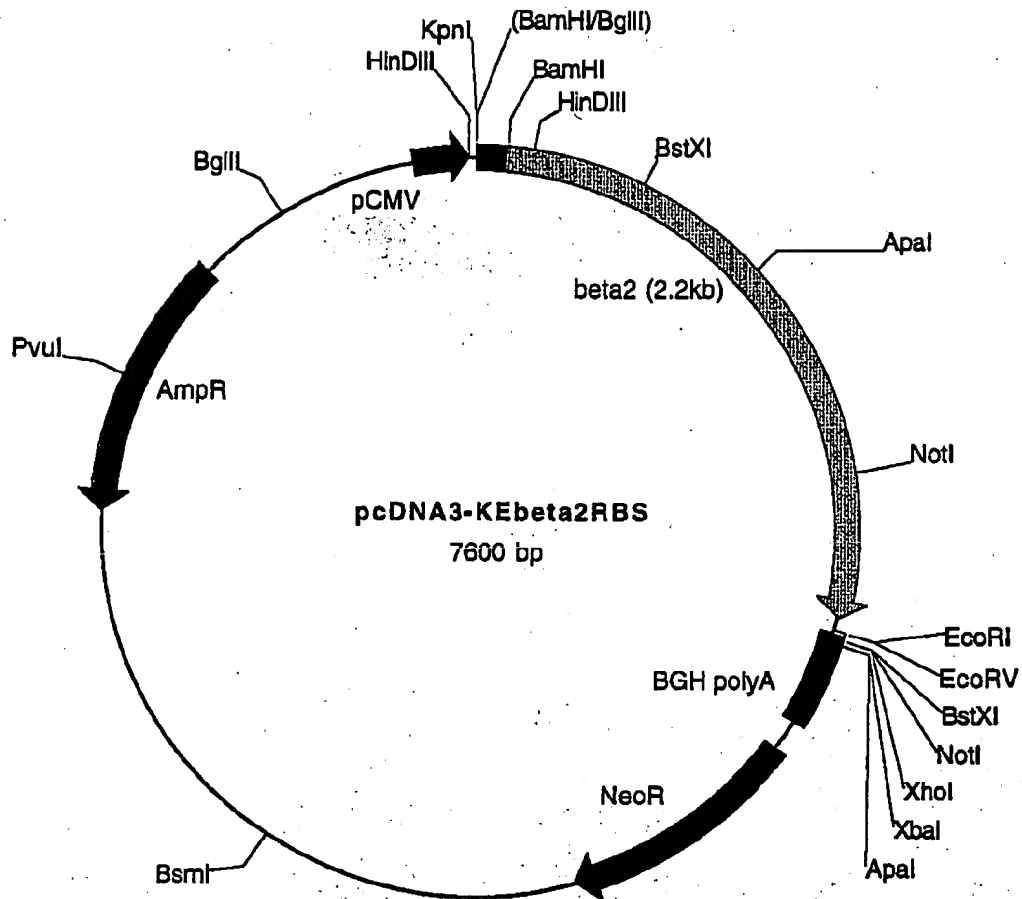 KpnI
(BamHI/BglII)
HinDIII
BamHI
HinDIII
BstXI
BglII
pCMV
ApaI
beta2 (2.2kb)
PvuI
AmpR
NotI
pcDNA3-KEbeta2RBS
7600 bp
EcoRI
BGH polyA
EcoRV
BstXI
NotI
NeoR
XhoI
XbaI
BsmI
ApaI